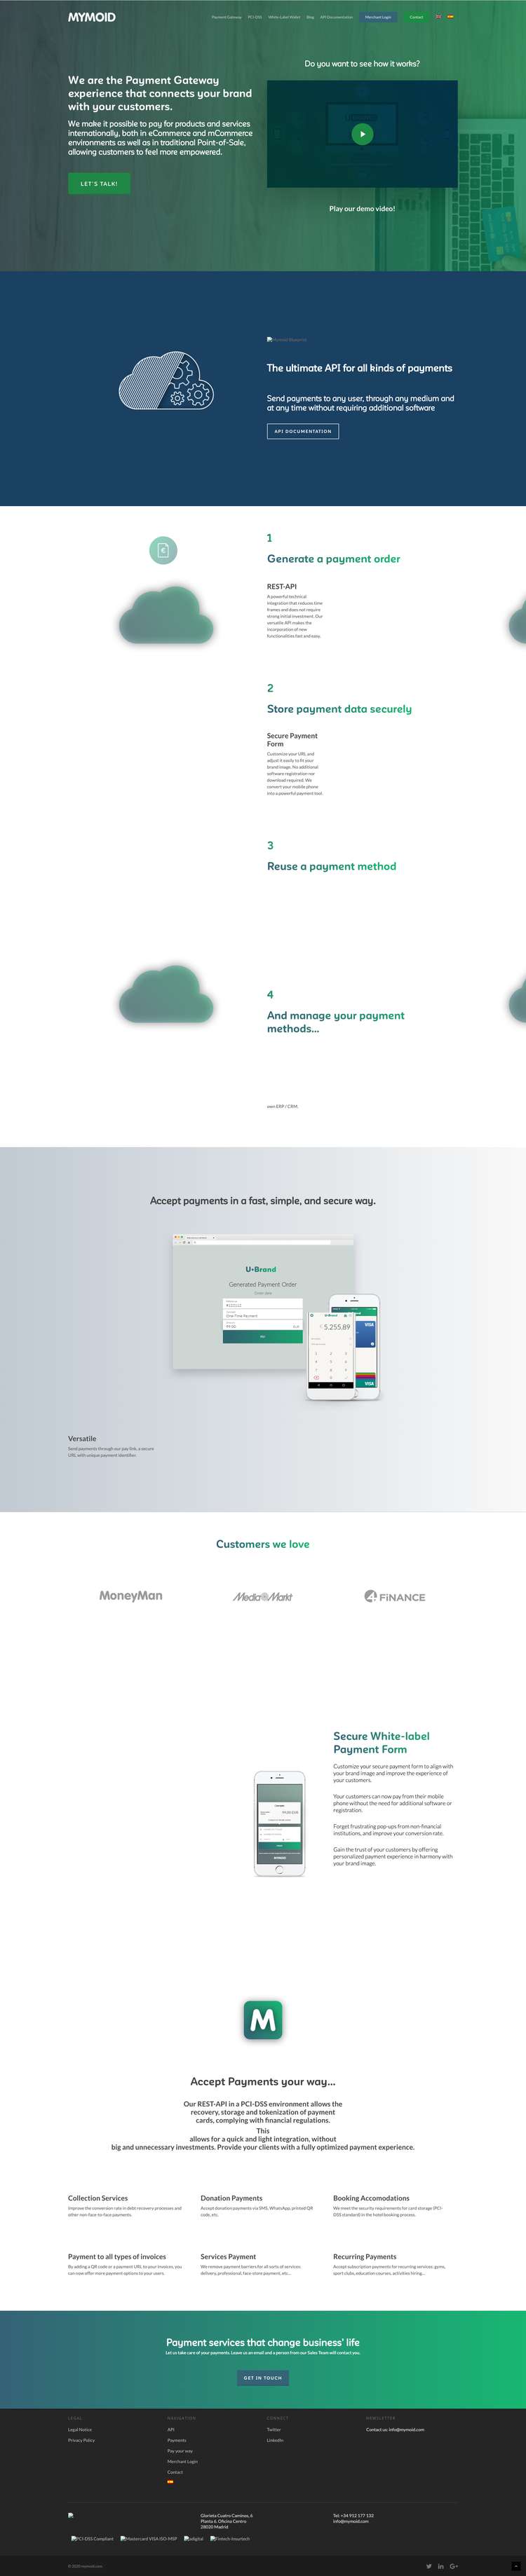 MYMOID
Payment Gateway
PCI-DSS
White-Label Wallet
Blog
API Documentation
Merchant Login
Contact
Do you want to see how it works?
We are the Payment Gateway
experience that connects your brand
with your customers.
We make it possible to pay for products and services
internationally, both in eCommerce and mCommerce
environments as well as in traditional Point-of-Sale,
allowing customers to feel more empowered.
LET'S TALK!
Play our demo video!
The ultimate API for all kinds of payments
Send payments to any user, through any medium and
at any time without requiring additional software
API DOCUMENTATION
1
Generate a payment order
REST-API
A powerful technical
integration that reduces time
frames and does not require
strong initial investment. Our
versatile API makes the
incorporation of new
functionalities fast and easy.
2
Store payment data securely
Secure Payment
Form
Customize your URL and
adjust it easily to fit your
brand image. No additional
software registration nor
download required. We
convert your mobile phone
into a powerful payment tool.
3
Reuse a payment method
4
And manage your payment
methods...
own ERP / CRM.
Accept payments in a fast, simple, and secure way.
U+Brand
Generated Payment Order
One-Time Payment
99.00
5.255,89
VISA
VISA
Versatile
Send payments through our pay link, a secure
URL with unique payment identifier.
Customers we love
MoneyMan
Media Markt
4FINANCE
Secure White-label
Payment Form
Customize your secure payment form to align with
your brand image and improve the experience of
your customers.
Your customers can now pay from their mobile
phone without the need for additional software or
registration.
Forget frustrating pop-ups from non-financial
institutions, and improve your conversion rate.
Gain the trust of your customers by offering
personalized payment experience in harmony with
your brand image.
M
Accept Payments your way...
Our REST-API in a PCI-DSS environment allows the
recovery, storage and tokenization of payment
cards, complying with financial regulations.
This
allows for a quick and light integration, without
big and unnecessary investments. Provide your clients with a fully optimized payment experience.
Collection Services
Improve the conversion rate in debt-recovery processes and
other non-face-to-face payments.
Donation Payments
Accept donation payments via SMS, WhatsApp, printed QR
code, etc.
Booking Accomodations
We meet the security requirements for card storage (PCI-
DSS standard) in the hotel booking process.
Payment to all types of invoices
By adding a QR code or a payment URL to your invoices, you
can now offer more payment options to your users.
Services Payment
We remove payment barriers for all sorts of services:
delivery, professional, face store payment, etc...
Recurring Payments
Accept subscription payments for recurring services: gyms,
sport clubs, education courses, activities hiring...
Payment services that change business' life
Let us take care of your payments. Leave us an email and a person from our Sales Team will contact you.
GET IN TOUCH
LEGAL
Legal Notice
Privacy Policy
NAVIGATION
API
Payments
Pay your way
Merchant Login
Contact
CONNECT
Twitter
LinkedIn
NEWSLETTER
Contact us: info@mymoid.com
Glorieta Cuatro Caminos, 6
Planta 6. Oficina Centro
28020 Madrid
Tel: +34 912 177 132
info@mymoid.com
PCI-DSS Compliant
Mastercard VISA ISO-MSP
adigital
Fintech-insurtech
© 2020 mymoid.com